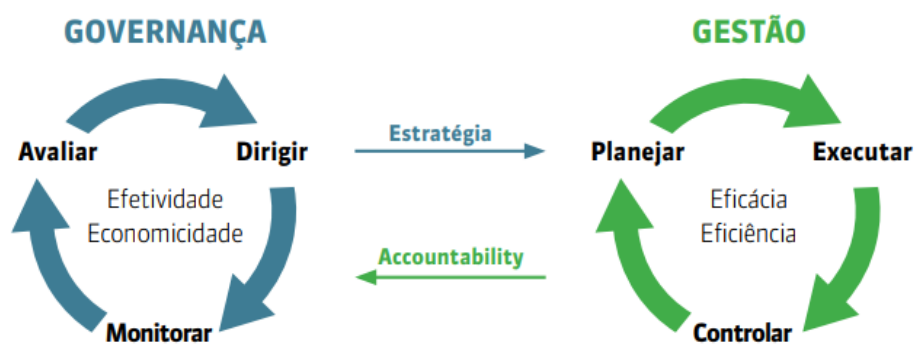 GOVERNANÇA
GESTÃO
Estratégia
Avaliar
Dirigir
Planejar
Executar
Efetividade
Economicidade
Eficácia
Eficiência
Accountability
Monitorar
Controlar